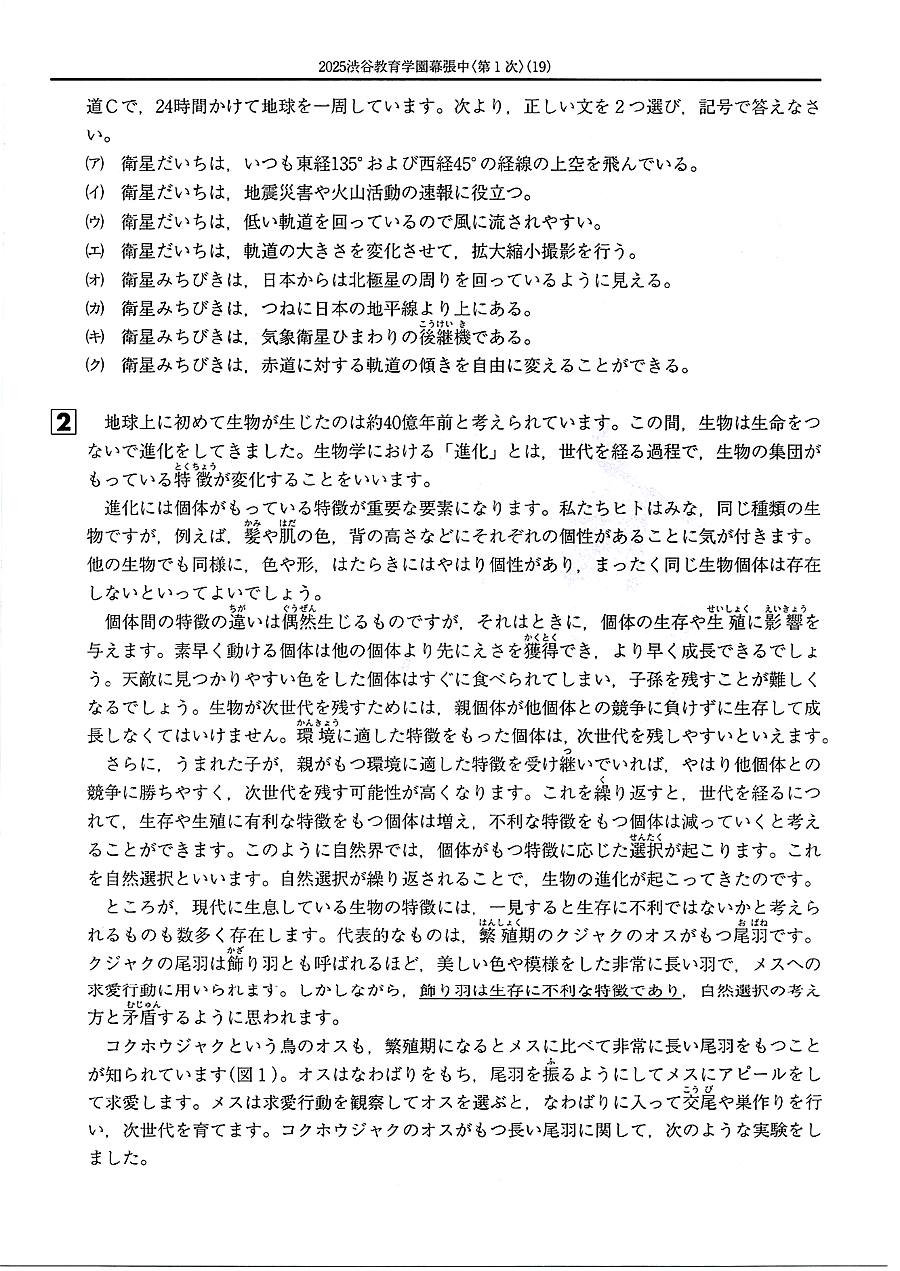 2025渋谷教育学園幕張中〈第1次〉(19)
道Cで，24時間かけて地球を一周しています。次より，正しい文を2つ選び，記号で答えなさ
い。
㋐　衛星だいちは，いつも東経135°および西経45°の経線の上空を飛んでいる。
㋑　衛星だいちは，地震災害や火山活動の速報に役立つ。
㋒　衛星だいちは，低い軌道を回っているので風に流されやすい。
㋓　衛星だいちは，軌道の大きさを変化させて，拡大縮小撮影を行う。
㋔　衛星みちびきは，日本からは北極星の周りを回っているように見える。
㋕　衛星みちびきは，つねに日本の地平線より上にある。
㋖　衛星みちびきは，気象衛星ひまわりの後継機である。
㋗　衛星みちびきは，赤道に対する軌道の傾きを自由に変えることができる。
2　地球上に初めて生物が生じたのは約40億年前と考えられています。この間，生物は生命をつ
ないで進化をしてきました。生物学における「進化」とは，世代を経る過程で，生物の集団が
もっている特徴が変化することをいいます。
進化には個体がもっている特徴が重要な要素になります。私たちヒトはみな，同じ種類の生
物ですが，例えば，髪や肌の色，背の高さなどにそれぞれの個性があることに気が付きます。
他の生物でも同様に，色や形，はたらきにはやはり個性があり，まったく同じ生物個体は存在
しないといってよいでしょう。
個体間の特徴の違いは偶然生じるものですが，それはときに，個体の生存や生殖に影響を
与えます。素早く動ける個体は他の個体より先にえさを獲得でき，より早く成長できるでしょ
う。天敵に見つかりやすい色をした個体はすぐに食べられてしまい，子孫を残すことが難しく
なるでしょう。生物が次世代を残すためには，親個体が他個体との競争に負けずに生存して成
長しなくてはいけません。環境に適した特徴をもった個体は，次世代を残しやすいといえます。
さらに，うまれた子が，親がもつ環境に適した特徴を受け継いでいれば，やはり他個体との
競争に勝ちやすく，次世代を残す可能性が高くなります。これを繰り返すと，世代を経るにつ
れて，生存や生殖に有利な特徴をもつ個体は増え，不利な特徴をもつ個体は減っていくと考え
ることができます。このように自然界では，個体がもつ特徴に応じた選択が起こります。これ
を自然選択といいます。自然選択が繰り返されることで，生物の進化が起こってきたのです。
ところが，現代に生息している生物の特徴には，一見すると生存に不利ではないかと考えら
れるものも数多く存在します。代表的なものは，繁殖期のクジャクのオスがもつ尾羽です。
クジャクの尾羽は飾り羽とも呼ばれるほど，美しい色や模様をした非常に長い羽で，メスへの
求愛行動に用いられます。しかしながら，飾り羽は生存に不利な特徴であり，自然選択の考え
方と矛盾するように思われます。
コクホウジャクという鳥のオスも，繁殖期になるとメスに比べて非常に長い尾羽をもつこと
が知られています(図1)。オスはなわばりをもち，尾羽を振るようにしてメスにアピールをし
て求愛します。メスは求愛行動を観察してオスを選ぶと，なわばりに入って交尾や巣作りを行
い，次世代を育てます。コクホウジャクのオスがもつ長い尾羽に関して，次のような実験をし
ました。